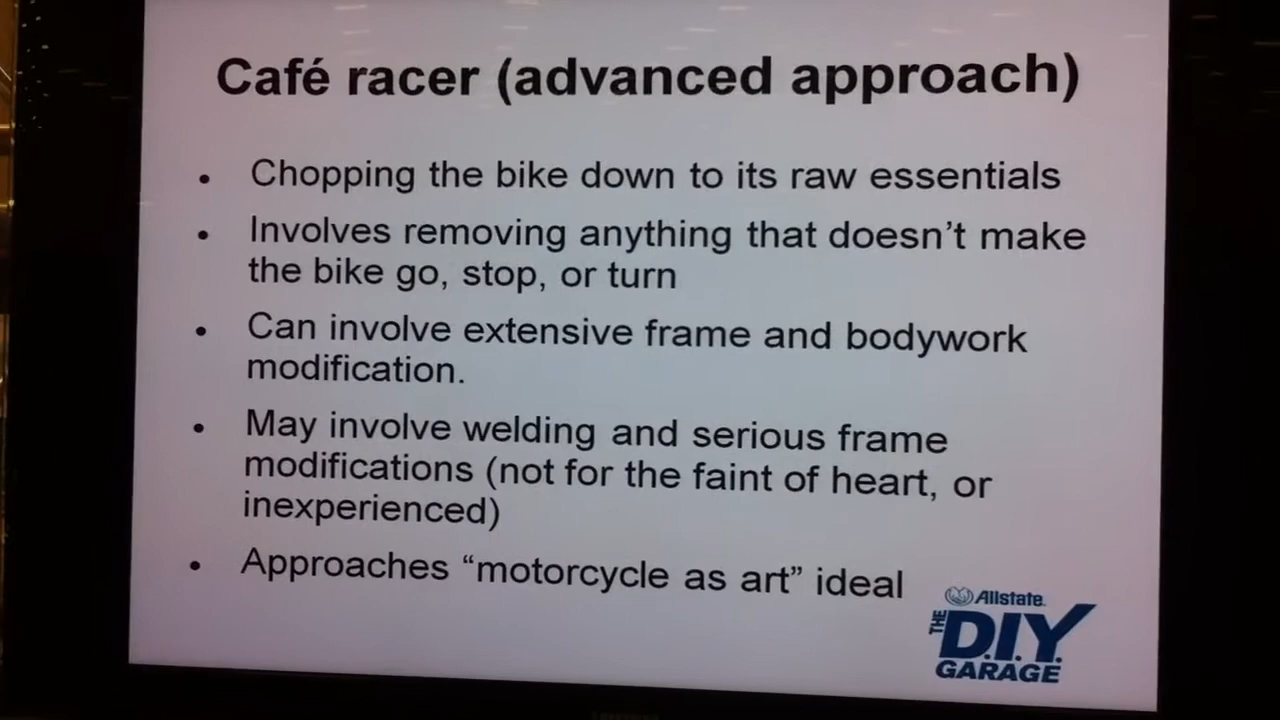 Café racer (advanced approach)
• Chopping the bike down to its raw essentials
• Involves removing anything that doesn’t make
the bike go, stop, or turn
• Can involve extensive frame and bodywork
modification.
• May involve welding and serious frame
modifications (not for the faint of heart, or
inexperienced)
• Approaches “motorcycle as art” ideal
Allstate
THE D.I.Y.
GARAGE